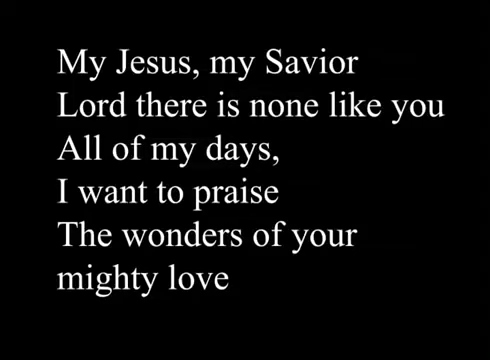 My Jesus, my Savior
Lord there is none like you
All of my days,
I want to praise
The wonders of your
mighty love